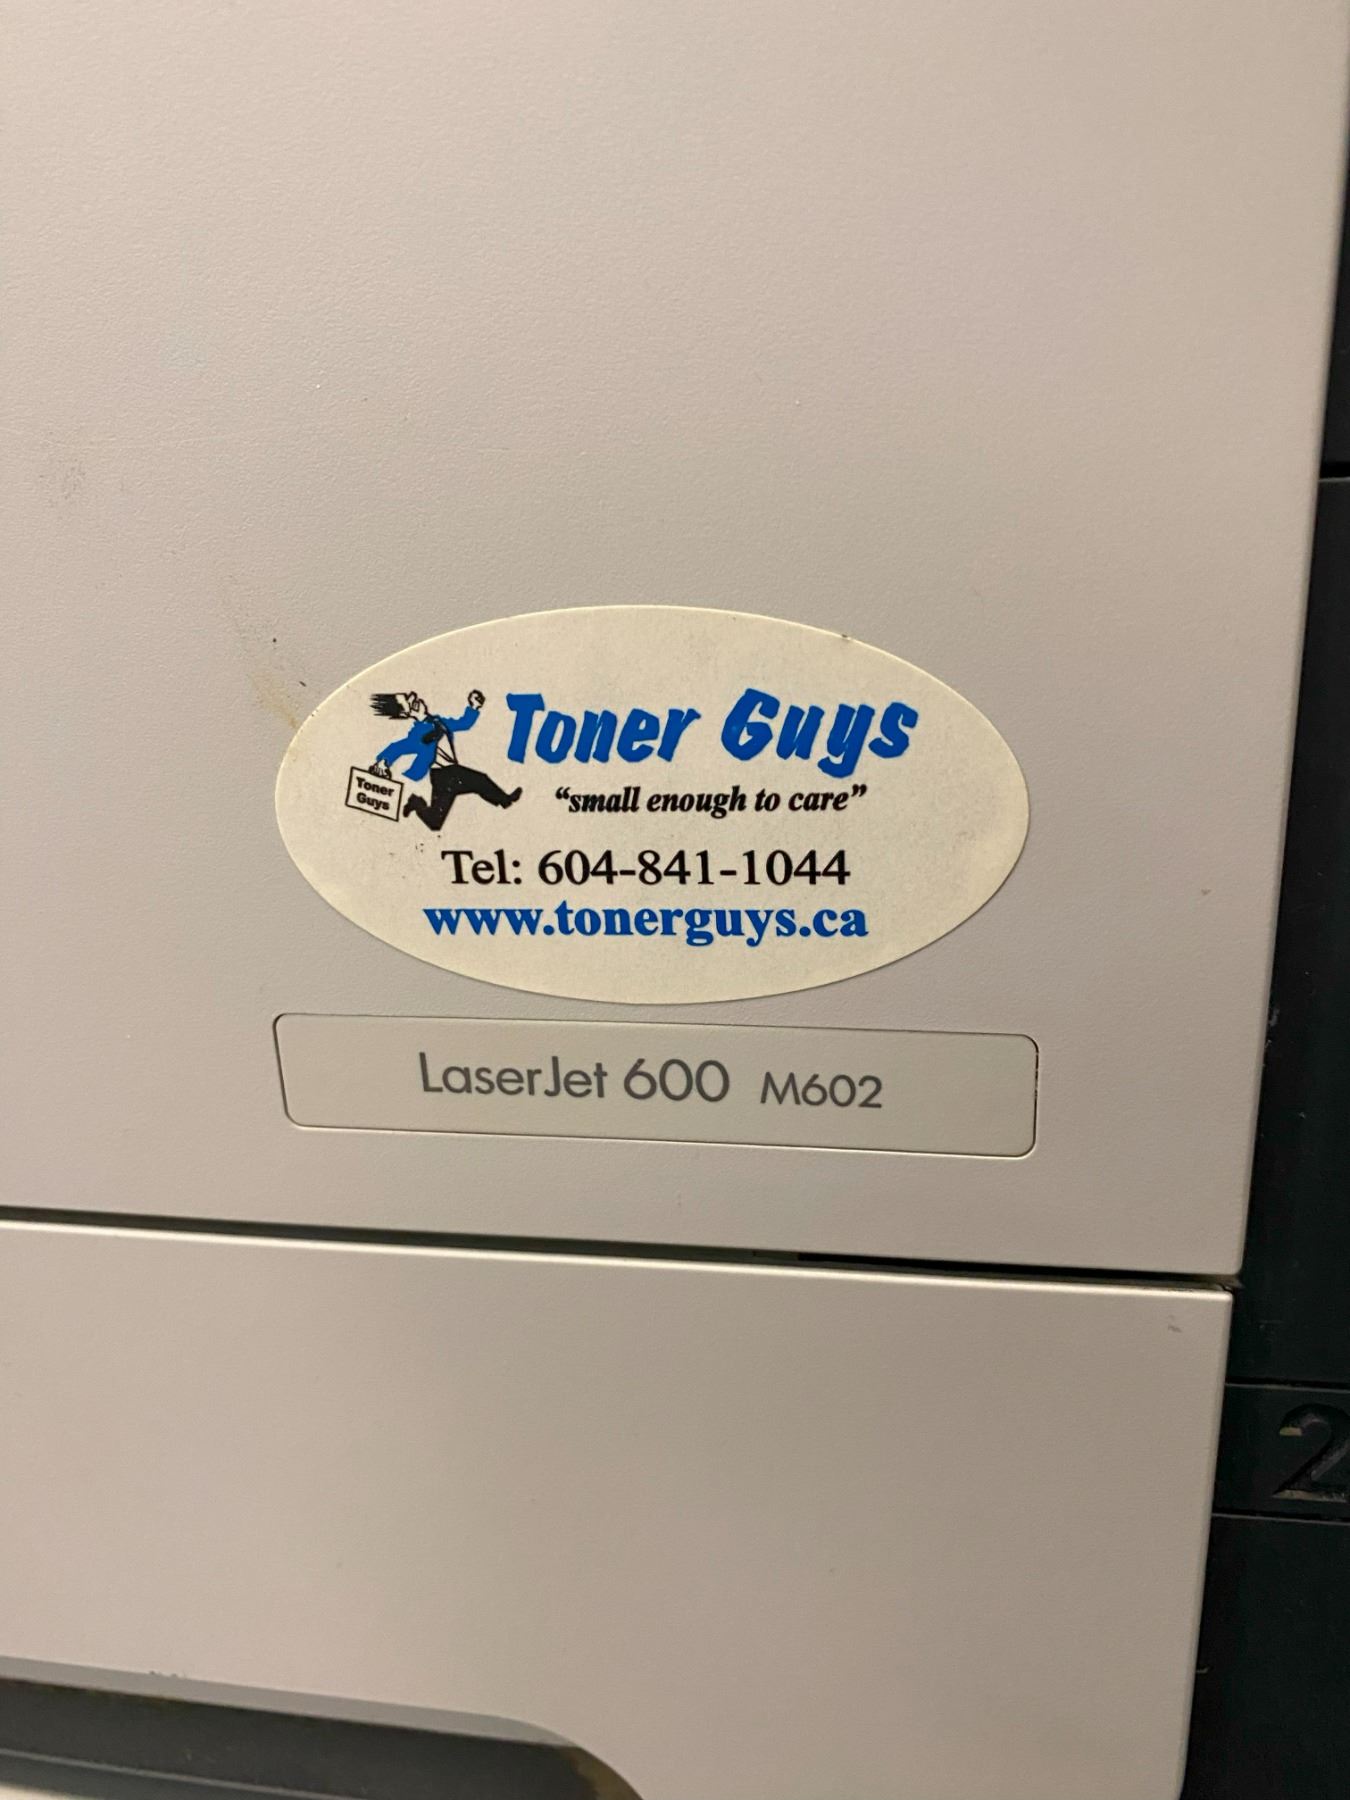 Toner Guys
Toner
Guys
“small enough to care”
Tel: 604-841-1044
www.tonerguys.ca
LaserJet 600 M602
2